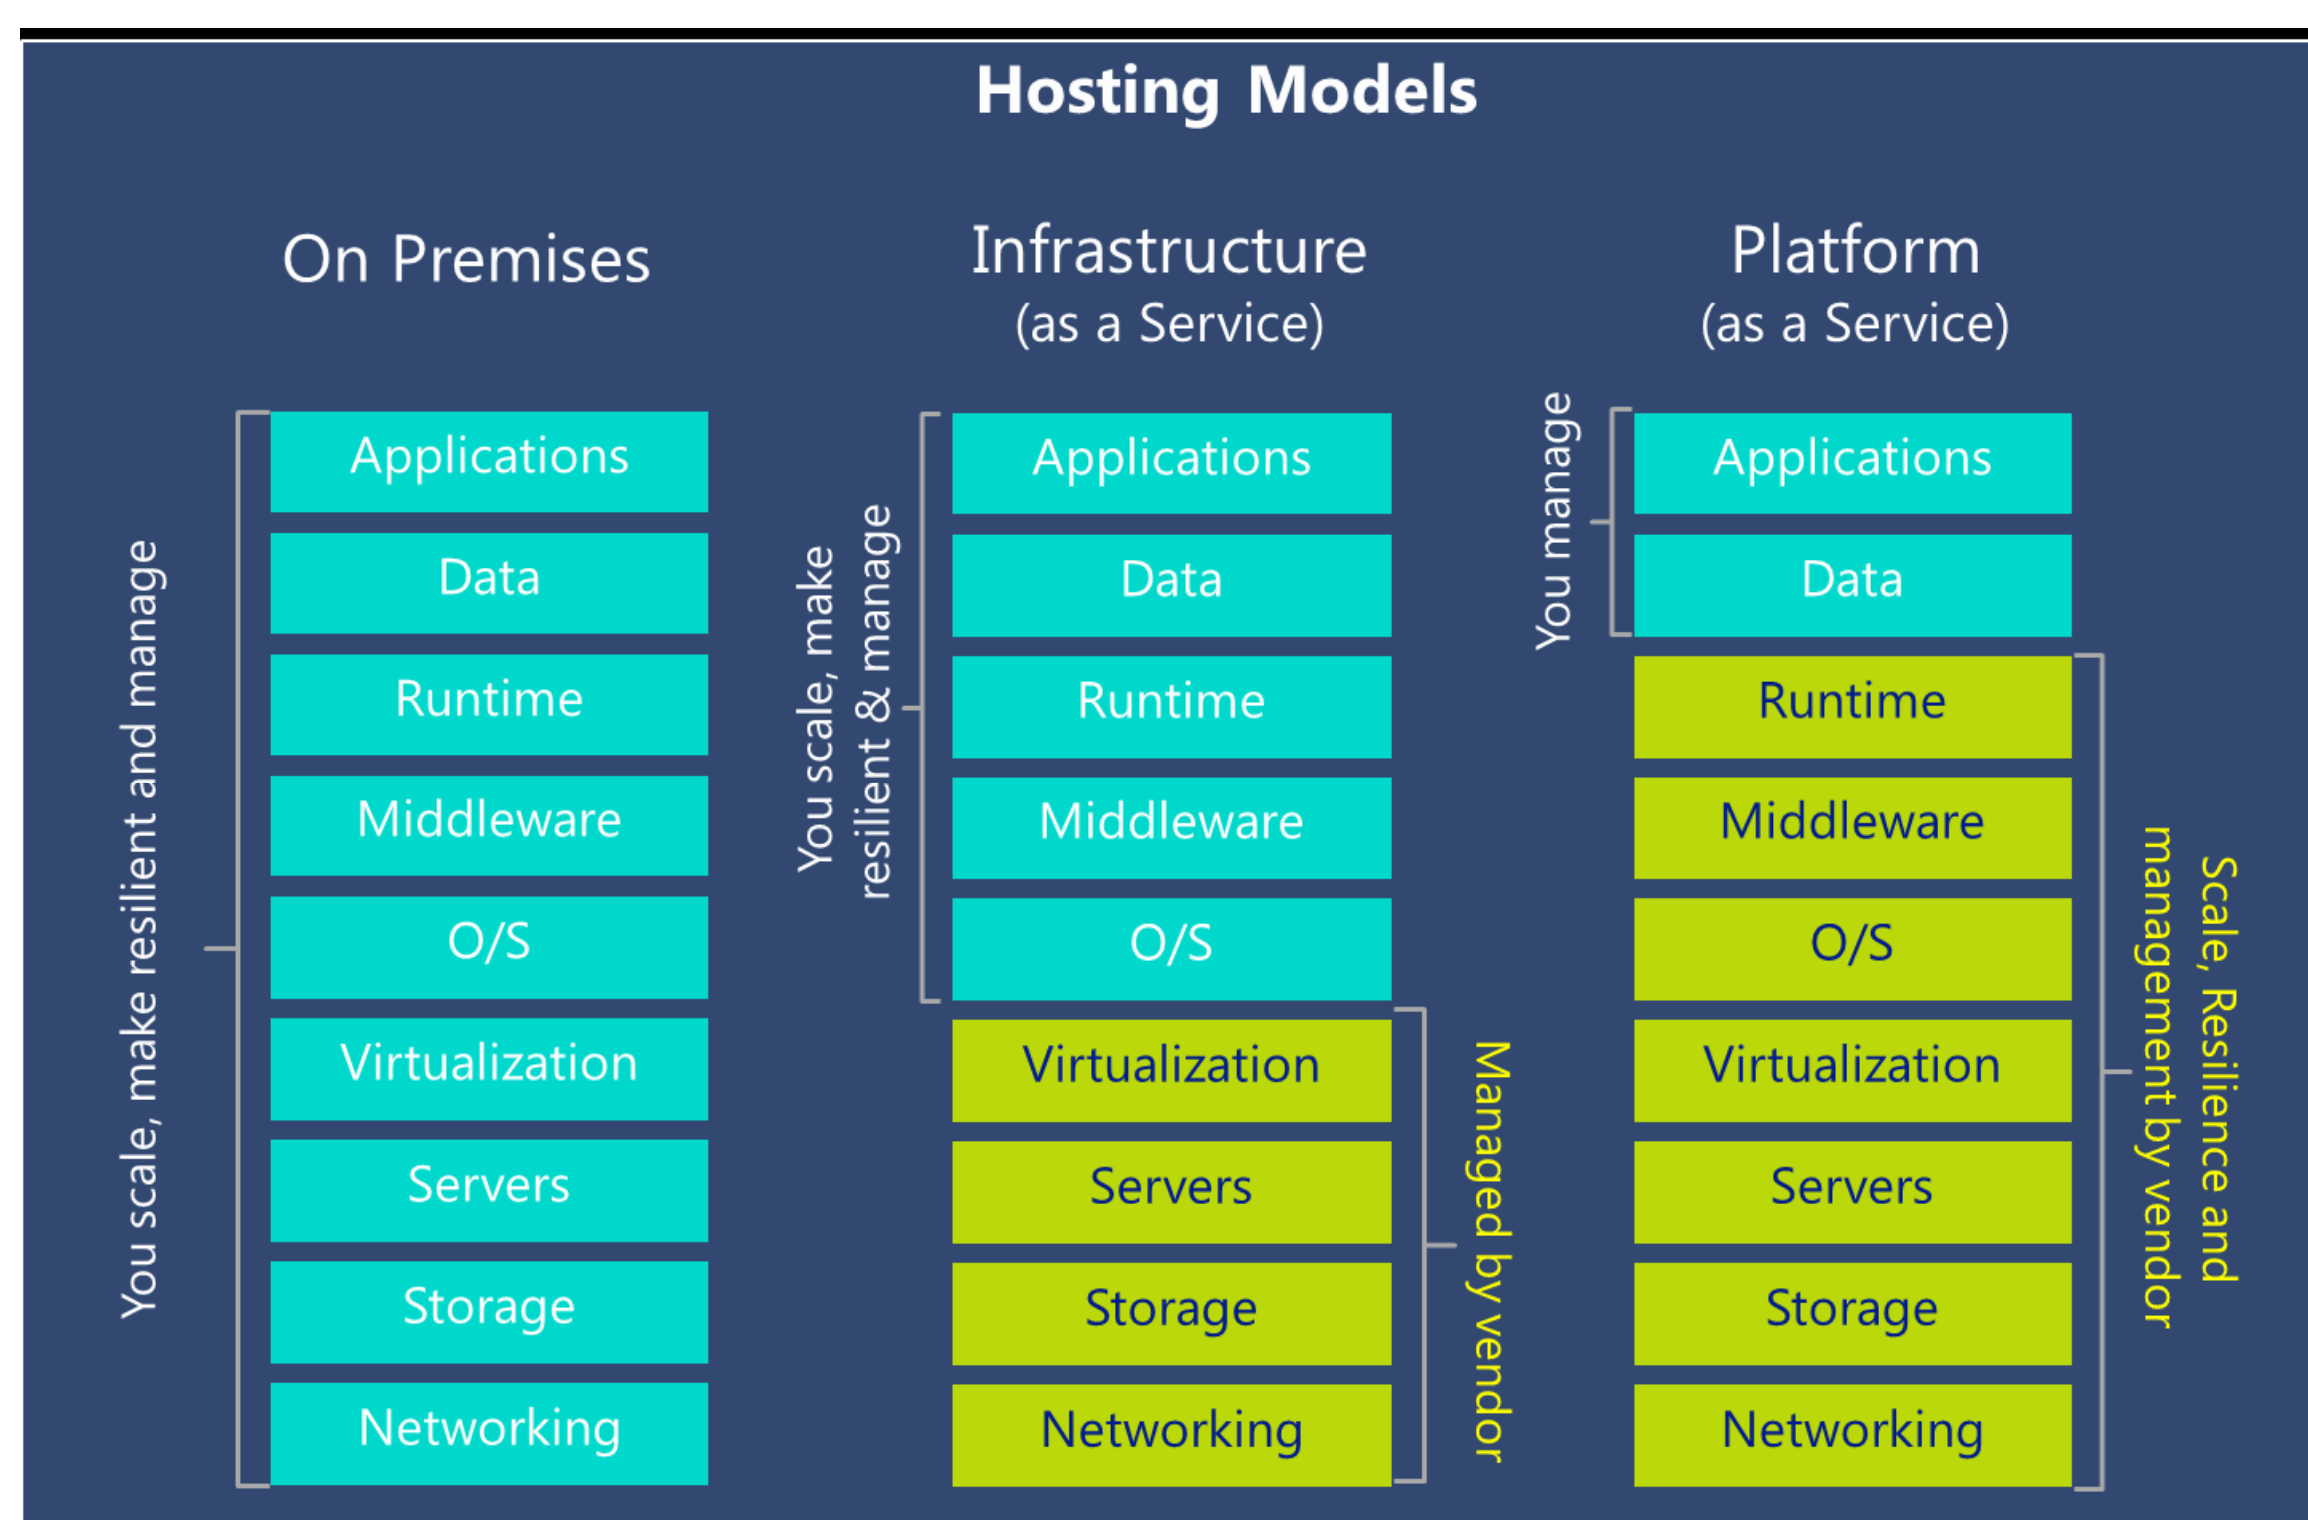 Hosting Models
On Premises
You scale, make resilient and manage
Applications
Data
Runtime
Middleware
O/S
Virtualization
Servers
Storage
Networking
Infrastructure
(as a Service)
You scale, make
resilient & manage
Applications
Data
Runtime
Middleware
O/S
Virtualization
Servers
Storage
Networking
Managed by vendor
Platform
(as a Service)
You manage
Applications
Data
Runtime
Middleware
O/S
Virtualization
Servers
Storage
Networking
Scale, Resilience and
management by vendor